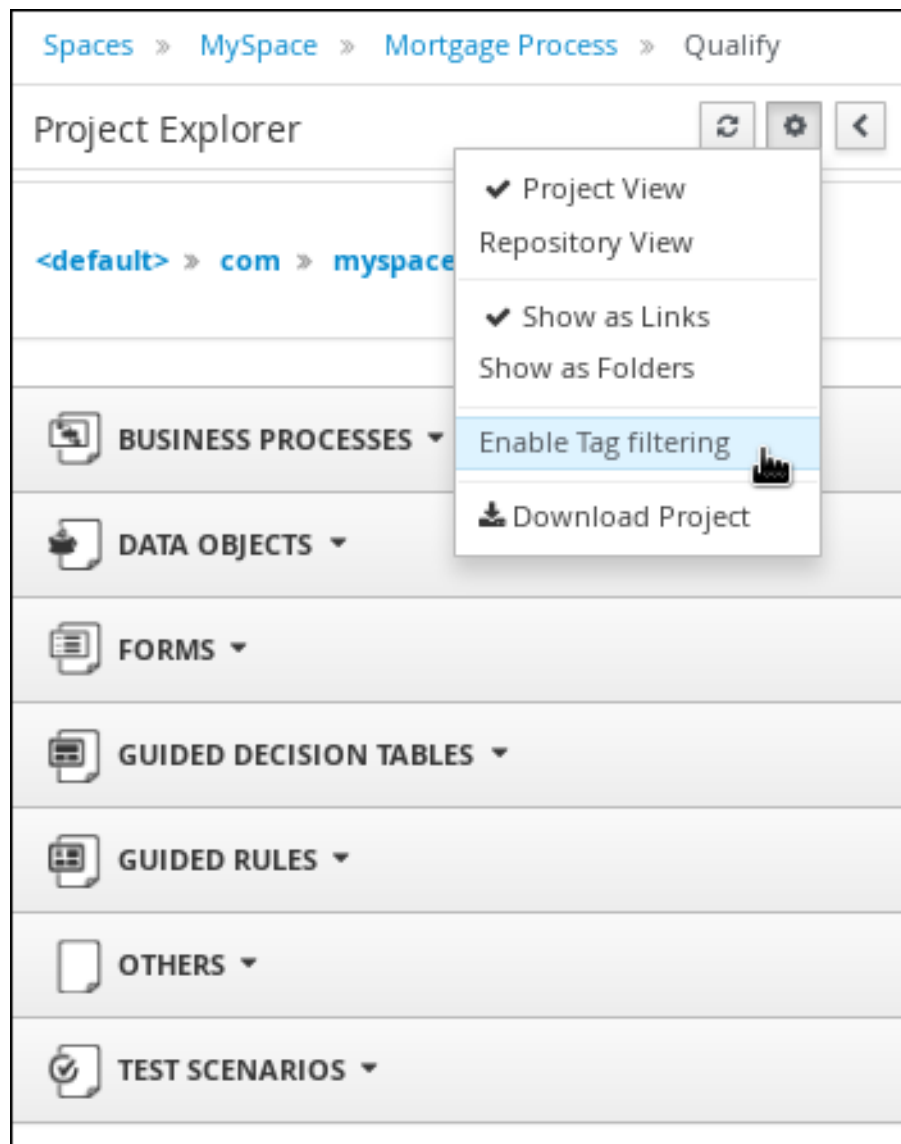 Spaces » MySpace » Mortgage Process » Qualify
Project Explorer
Project View
Repository View
<default> » com » myspace
Show as Links
Show as Folders
Enable Tag filtering
Download Project
BUSINESS PROCESSES
DATA OBJECTS
FORMS
GUIDED DECISION TABLES
GUIDED RULES
OTHERS
TEST SCENARIOS